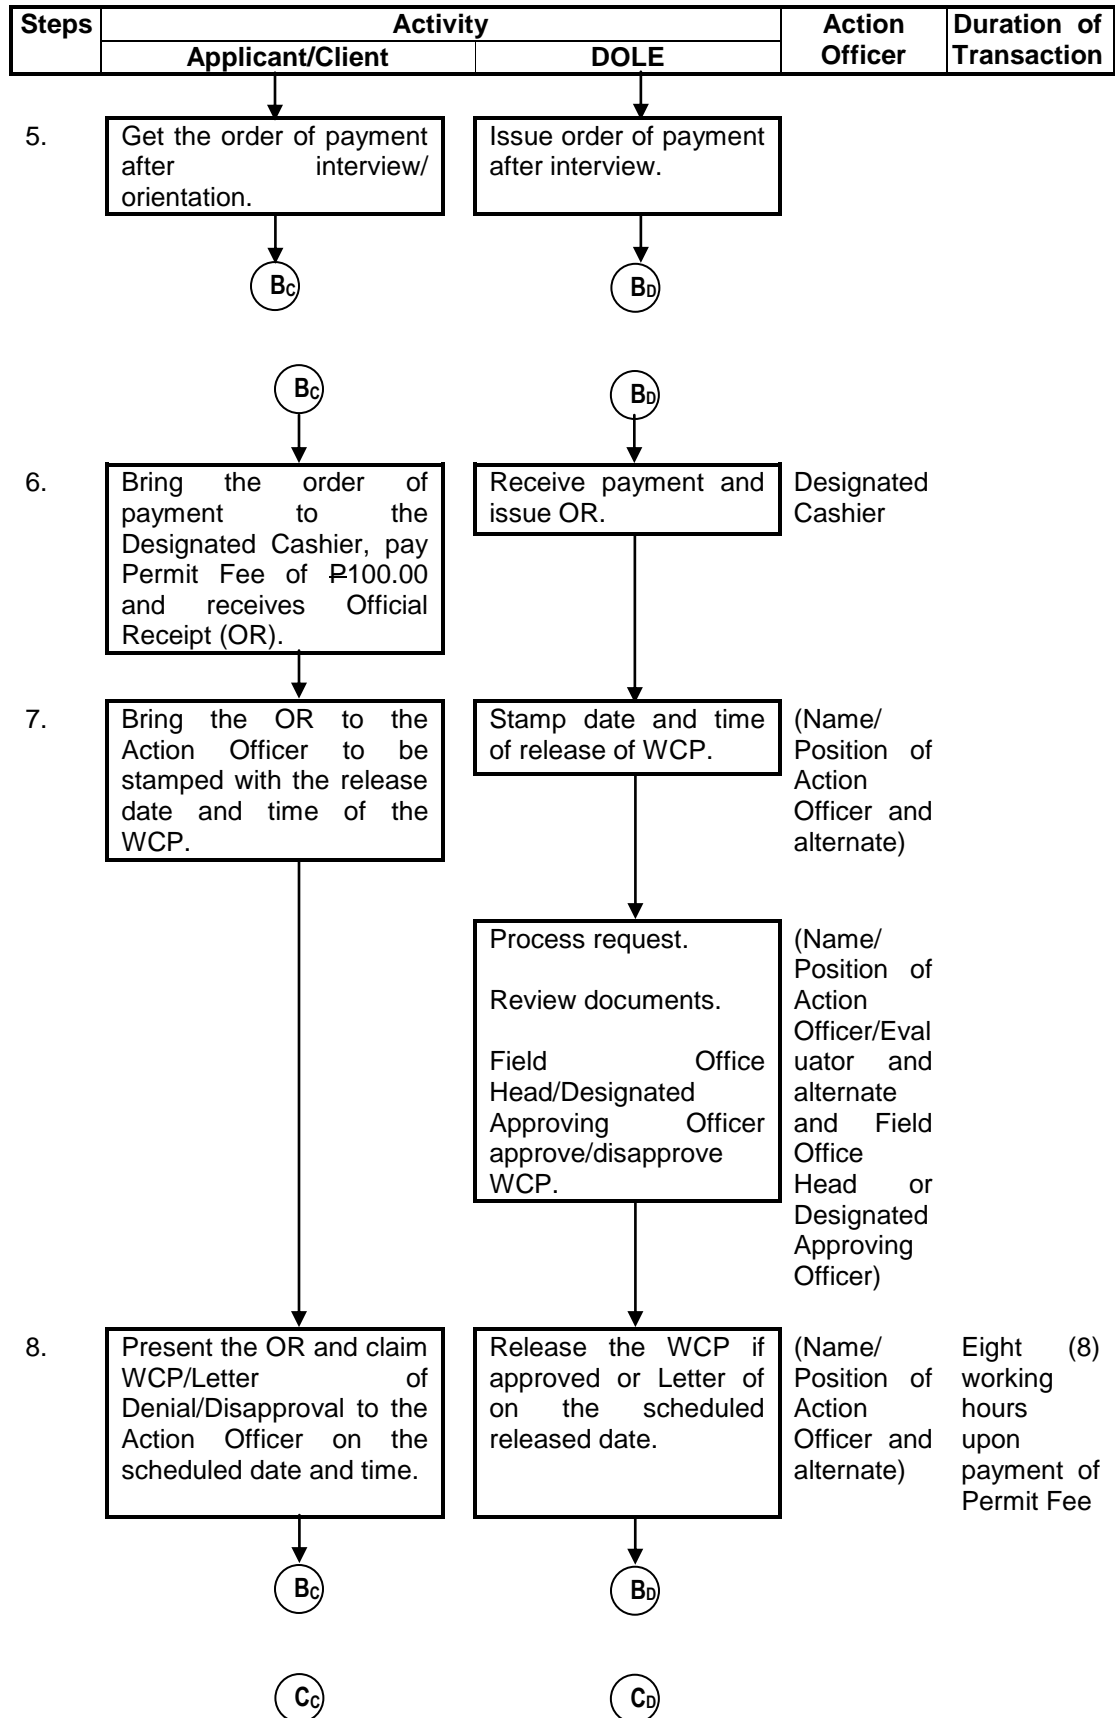 Steps Activity Action Duration of
Applicant/Client DOLE Officer Transaction
5.
Get the order of payment
after interview/
orientation.
Issue order of payment
after interview.
BC
BD
BC
BD
6.
Bring the order of
payment to the
Designated Cashier, pay
Permit Fee of ₱100.00
and receives Official
Receipt (OR).
Receive payment and
issue OR.
Designated
Cashier
7.
Bring the OR to the
Action Officer to be
stamped with the release
date and time of the
WCP.
Stamp date and time
of release of WCP.
(Name/
Position of
Action
Officer and
alternate)
Process request.
Review documents.
Field Office
Head/Designated
Approving Officer
approve/disapprove
WCP.
(Name/
Position of
Action
Officer/Eval
uator and
alternate
and Field
Office
Head or
Designated
Approving
Officer)
8.
Present the OR and claim
WCP/Letter of
Denial/Disapproval to the
Action Officer on the
scheduled date and time.
Release the WCP if
approved or Letter of
on the scheduled
released date.
(Name/
Position of
Action
Officer and
alternate)
Eight (8)
working
hours
upon
payment of
Permit Fee
BC
BD
CC
CD